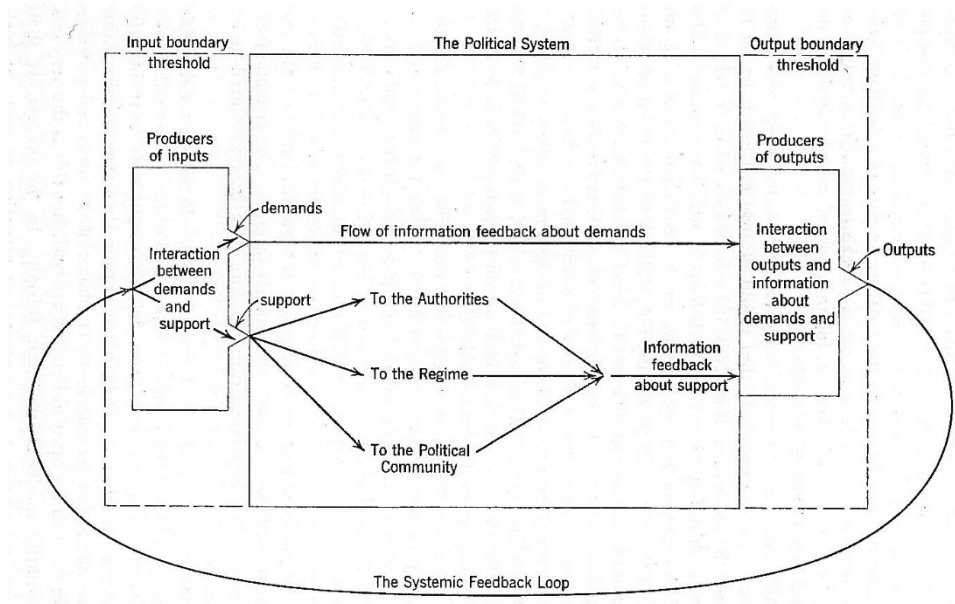 Input boundary
threshold
The Political System
Output boundary
threshold
Producers
of inputs
Producers
of outputs
demands
Flow of information feedback about demands
Interaction
between
demands
and
support
support
To the Authorities
To the Regime
To the Political
Community
Information
feedback
about support
Interaction
between
outputs and
information
about
demands and
support
Outputs
The Systemic Feedback Loop